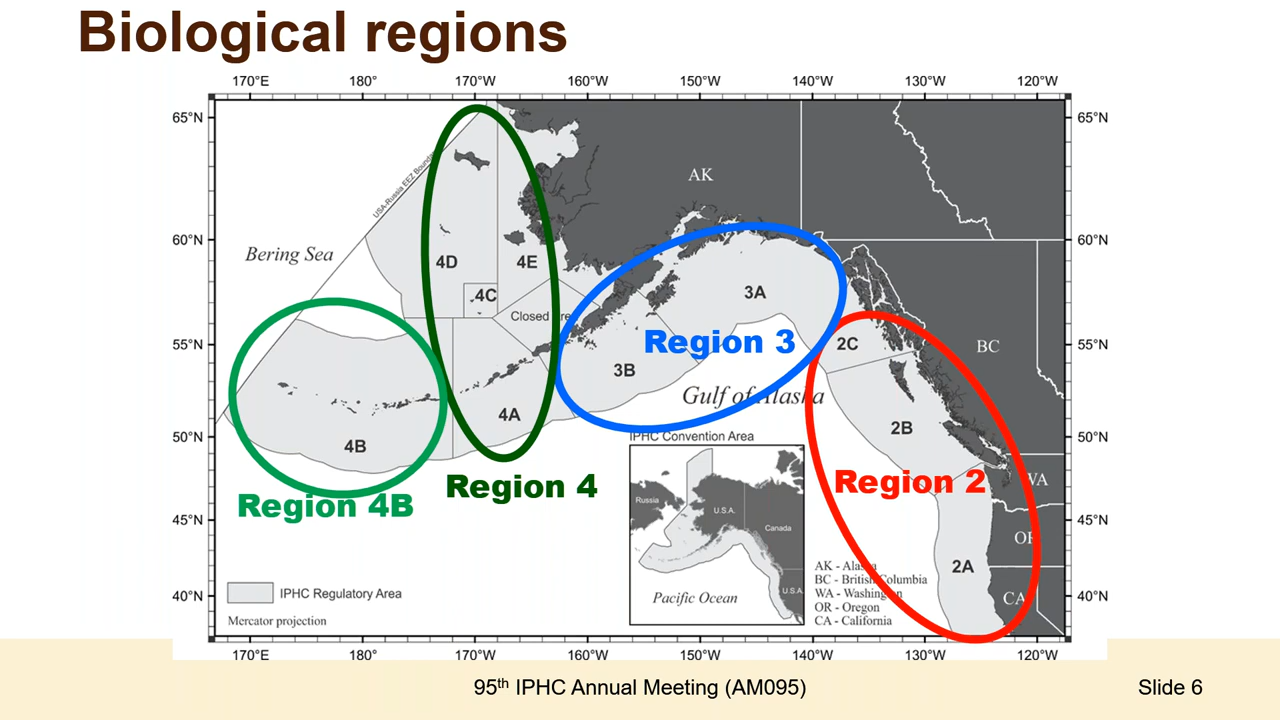 Biological regions
170°E 180° 170°W 160°W 150°W 140°W 130°W 120°W
65°N 65°N
USA-Russia EEZ
AK
60°N 60°N
Bering Sea
4D 4E
3A
4C
Closed
55°N 55°N
Region 3
2C
BC
3B
Gulf of Alaska
4A
2B
50°N 50°N
4B
IPHC Convention Area
WA
Region 4
Region 2
Region 4B
Russia
U.S.A.
Canada
45°N 45°N
2A
AK - Alaska
BC - British Columbia
WA - Washington
OR - Oregon
CA - California
U.S.A.
Pacific Ocean
CA
40°N 40°N
IPHC Regulatory Area
Mercator projection
170°E 180° 170°W 160°W 150°W 140°W 130°W 120°W
95th IPHC Annual Meeting (AM095)
Slide 6